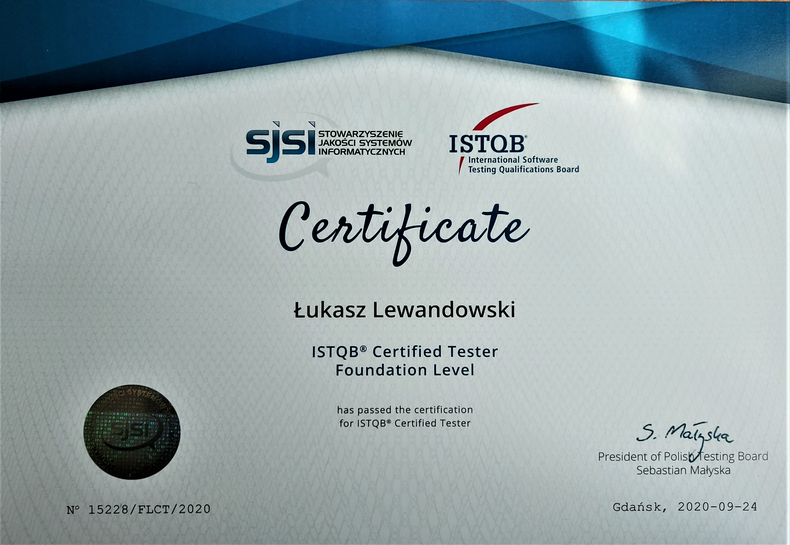 sjsi STOWARZYSZENIE
JAKOŚCI SYSTEMÓW
INFORMATYCZNYCH
ISTQB®
International Software
Testing Qualifications Board
Certificate
Łukasz Lewandowski
ISTQB® Certified Tester
Foundation Level
has passed the certification
for ISTQB® Certified Tester
sjsi
S. Małyska
President of Polish Testing Board
Sebastian Małyska
Nº 15228/FLCT/2020
Gdańsk, 2020-09-24